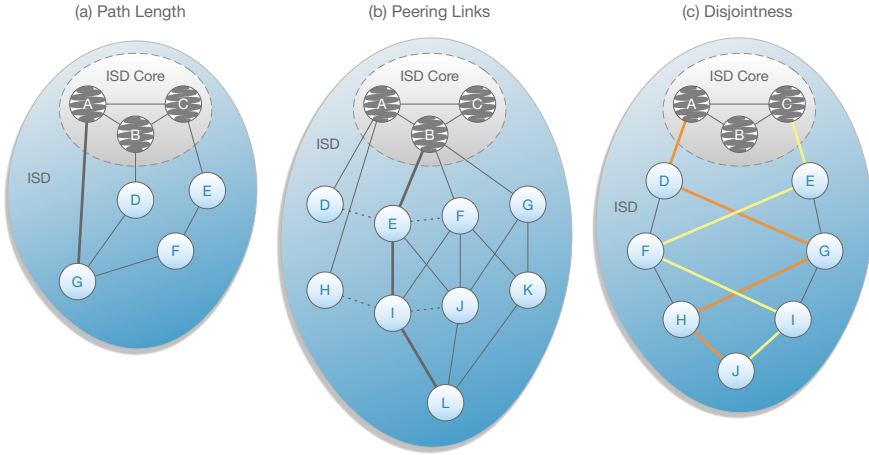 (a) Path Length
ISD Core
A
C
B
ISD
D
E
F
G
(b) Peering Links
ISD Core
A
C
B
ISD
D
E
F
G
H
I
J
K
L
(c) Disjointness
ISD Core
A
C
B
D
E
ISD
F
G
H
I
J